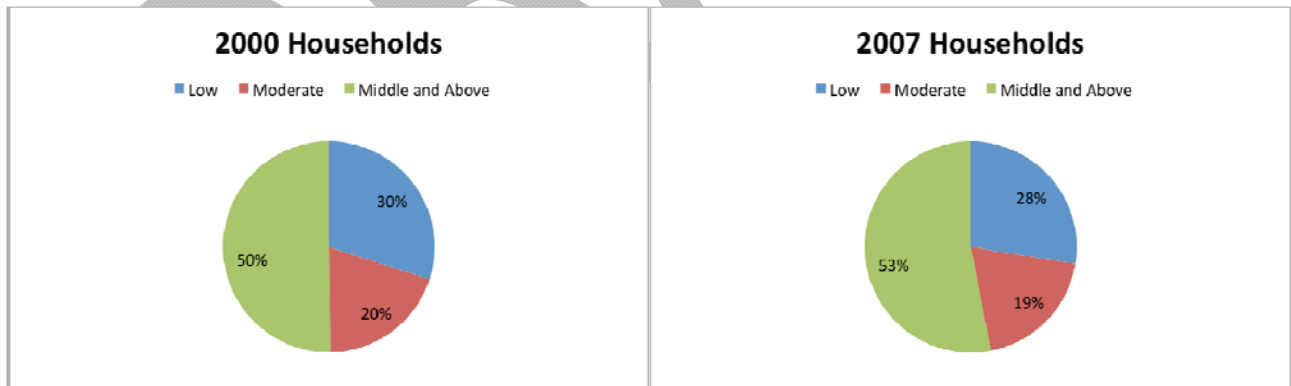 2000 Households
Low Moderate Middle and Above
30%
50%
20%
2007 Households
Low Moderate Middle and Above
28%
53%
19%